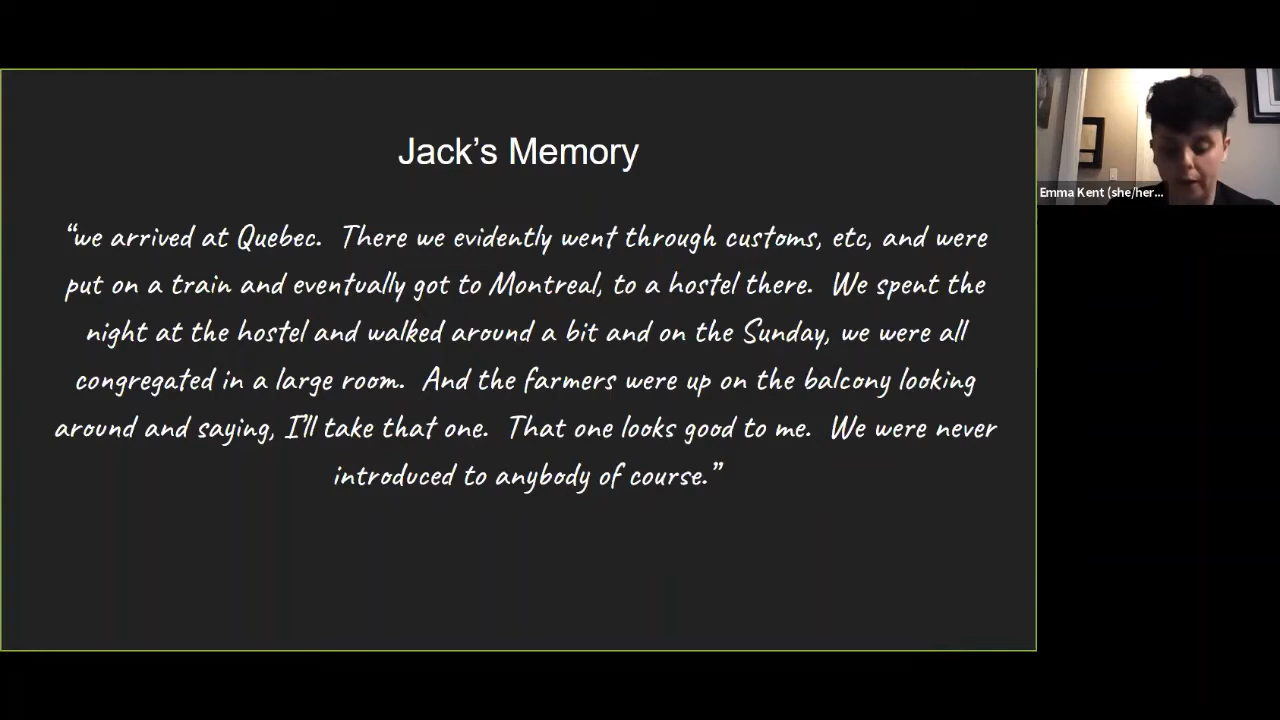 Jack’s Memory
“we arrived at Quebec.  There we evidently went through customs, etc, and were
put on a train and eventually got to Montreal, to a hostel there.  We spent the
night at the hostel and walked around a bit and on the Sunday, we were all
congregated in a large room.  And the farmers were up on the balcony looking
around and saying, I’ll take that one.  That one looks good to me.  We were never
introduced to anybody of course.”
Emma Kent (she/her...